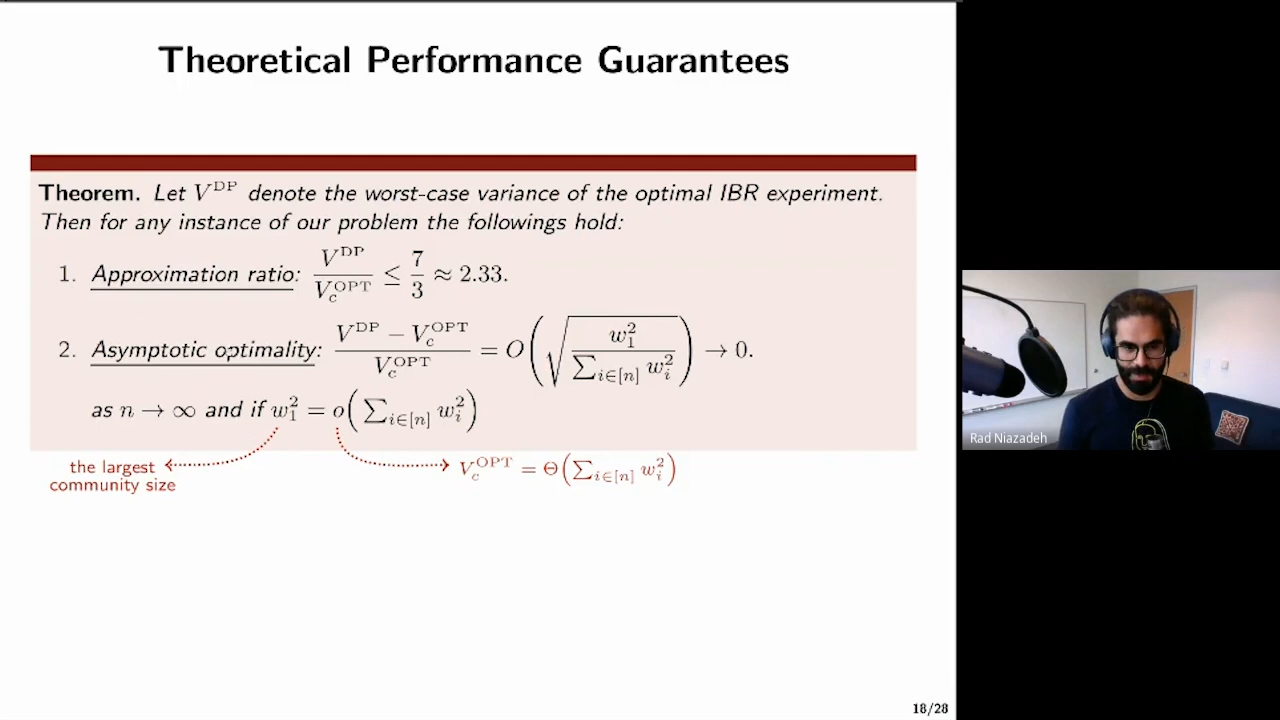 Theoretical Performance Guarantees
Theorem. Let V^DP denote the worst-case variance of the optimal IBR experiment.
Then for any instance of our problem the followings hold:
1. Approximation ratio: V^DP / V_c^OPT ≤ 7/3 ≈ 2.33.
2. Asymptotic optimality: (V^DP − V_c^OPT) / V_c^OPT = O(√(w_1^2 / ∑_{i∈[n]} w_i^2)) → 0.
as n → ∞ and if w_1^2 = o(∑_{i∈[n]} w_i^2)
the largest
community size
V_c^OPT = Θ(∑_{i∈[n]} w_i^2)
18/28
Rad Niazadeh